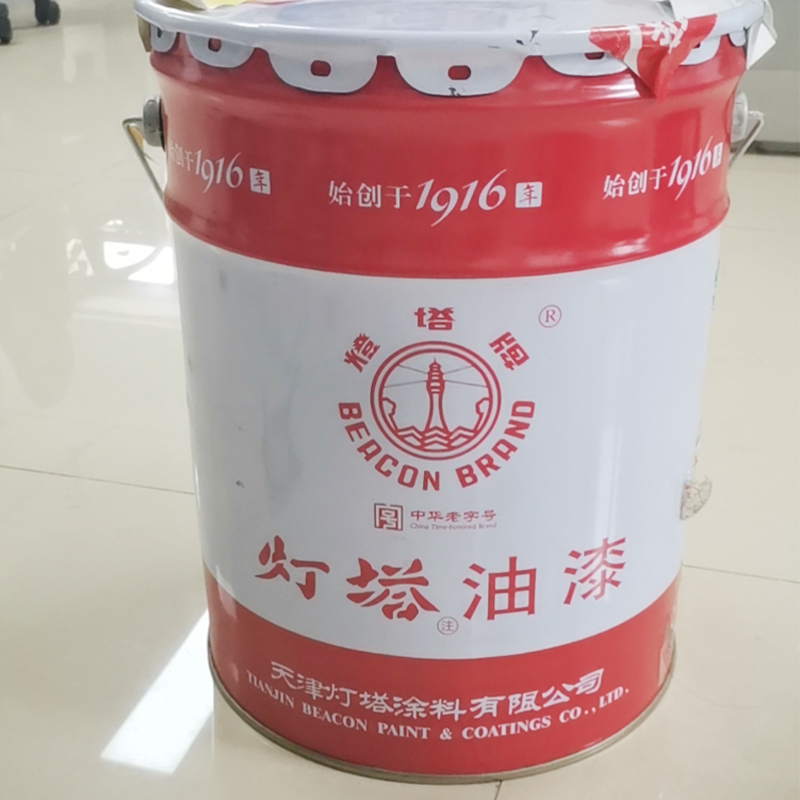 始创于1916年
始创于1916年
始创于1916年
燈塔牌®
BEACON BRAND
中华老字号
China Time-honored Brand
灯塔油漆
注
天津灯塔涂料有限公司
TIANJIN BEACON PAINT & COATINGS CO., LTD.